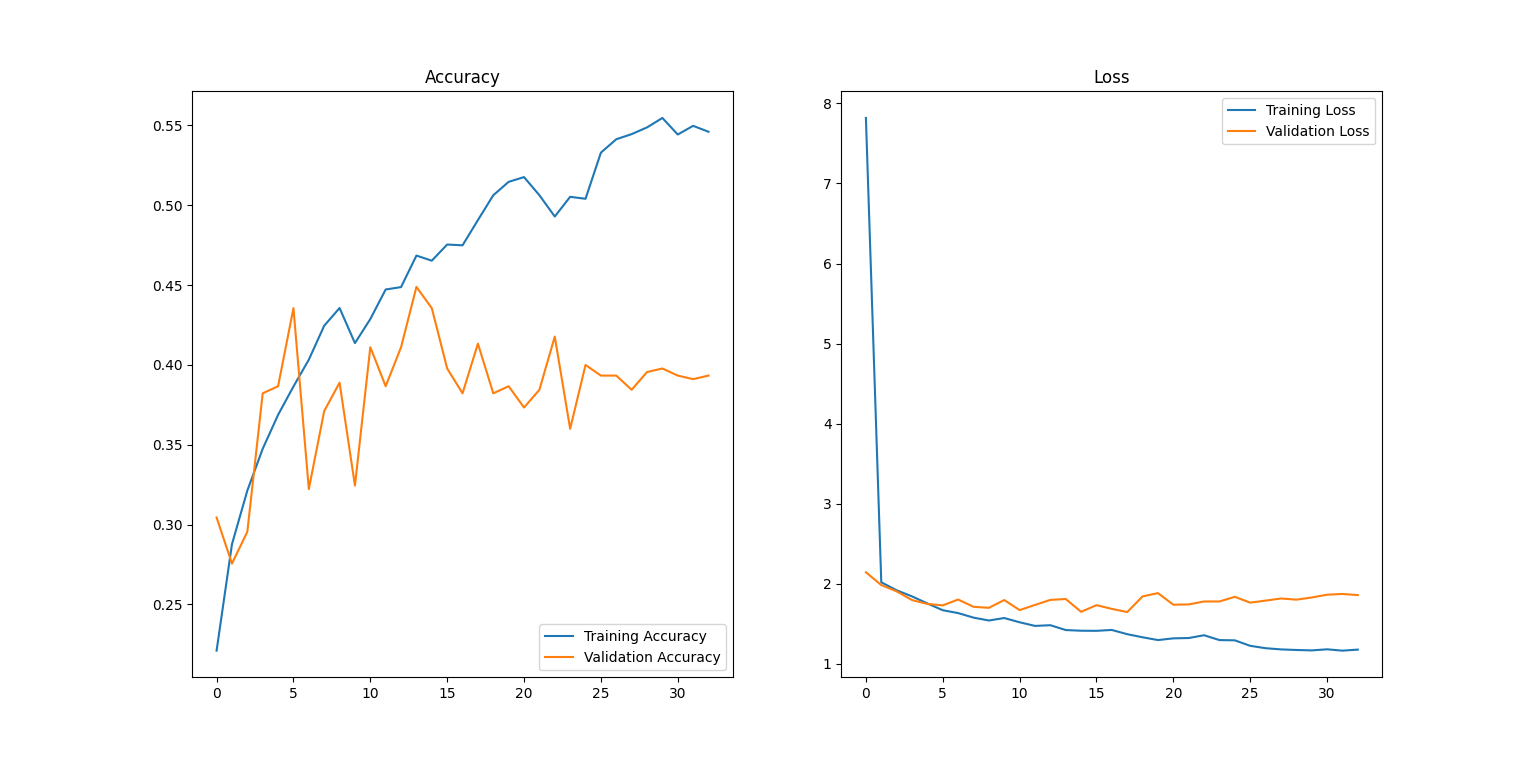 Accuracy
0.55
0.50
0.45
0.40
0.35
0.30
0.25
0 5 10 15 20 25 30
Training Accuracy
Validation Accuracy
Loss
8
7
6
5
4
3
2
1
0 5 10 15 20 25 30
Training Loss
Validation Loss